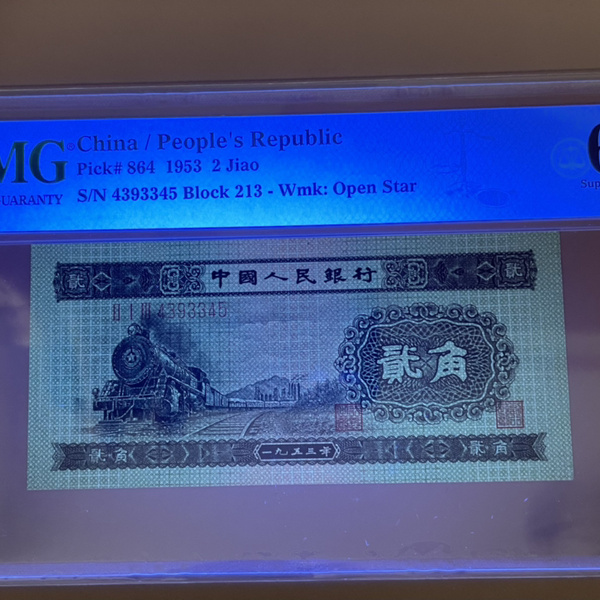 MG® China / People's Republic
Pick# 864 1953 2 Jiao
UARANTY S/N 4393345 Block 213 - Wmk: Open Star
Sup
貳 中國人民銀行 貳
II I III 4393345
貳角
貳角 一九五三年 貳角